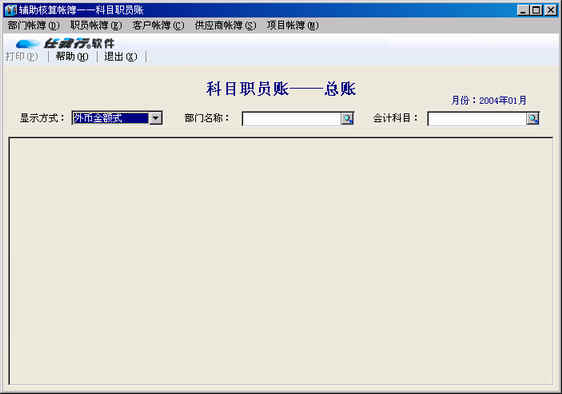 辅助核算帐簿——科目职员账
部门帐簿(D) 职员帐簿(E) 客户帐簿(C) 供应商帐簿(S) 项目帐簿(M)
任我行®软件
打印(P) 帮助(H) 退出(X)
科目职员账——总账
月份：2004年01月
显示方式： 外币金额式 部门名称： 会计科目：